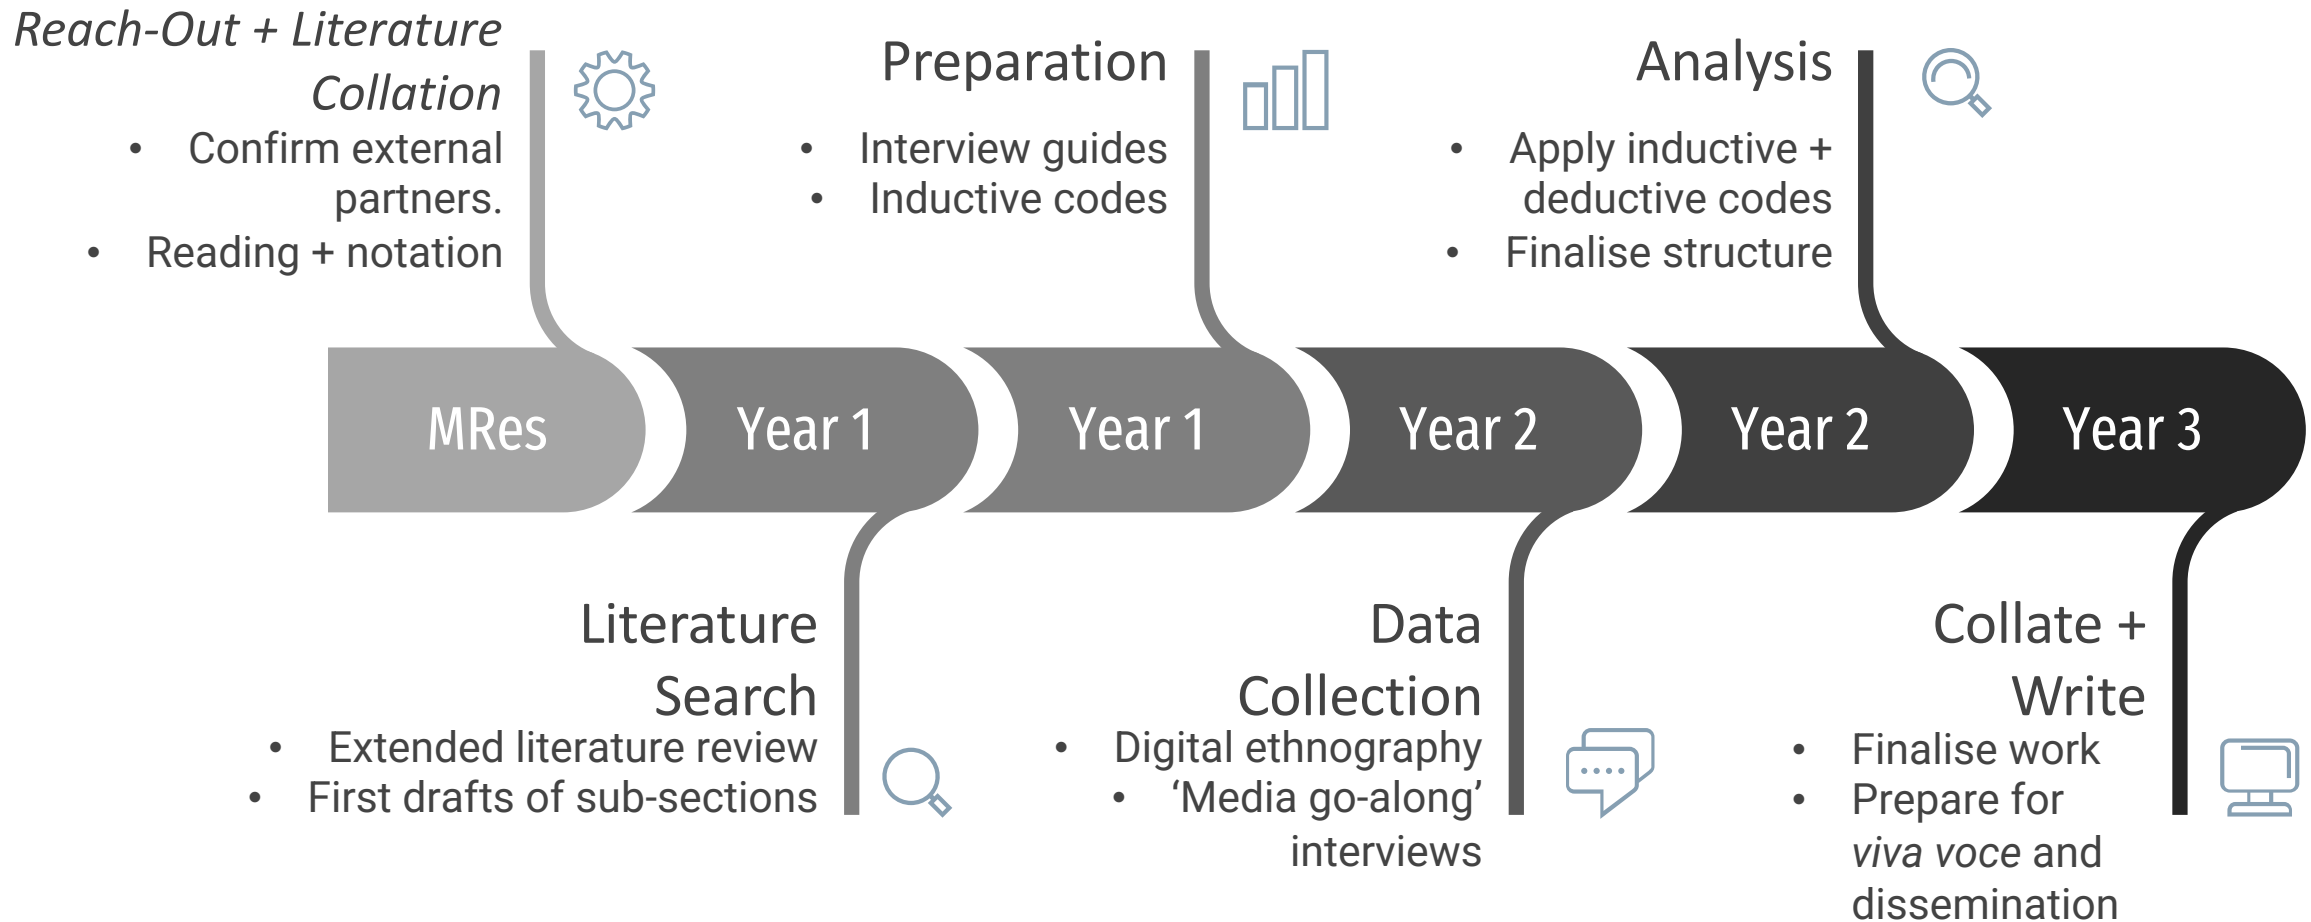 Reach-Out + Literature
Collation
• Confirm external
partners.
• Reading + notation
Preparation
• Interview guides
• Inductive codes
Analysis
• Apply inductive +
deductive codes
• Finalise structure
MRes
Year 1
Year 1
Year 2
Year 2
Year 3
Literature
Search
• Extended literature review
• First drafts of sub-sections
Data
Collection
• Digital ethnography
• ‘Media go-along’
interviews
Collate +
Write
• Finalise work
• Prepare for
viva voce and
dissemination